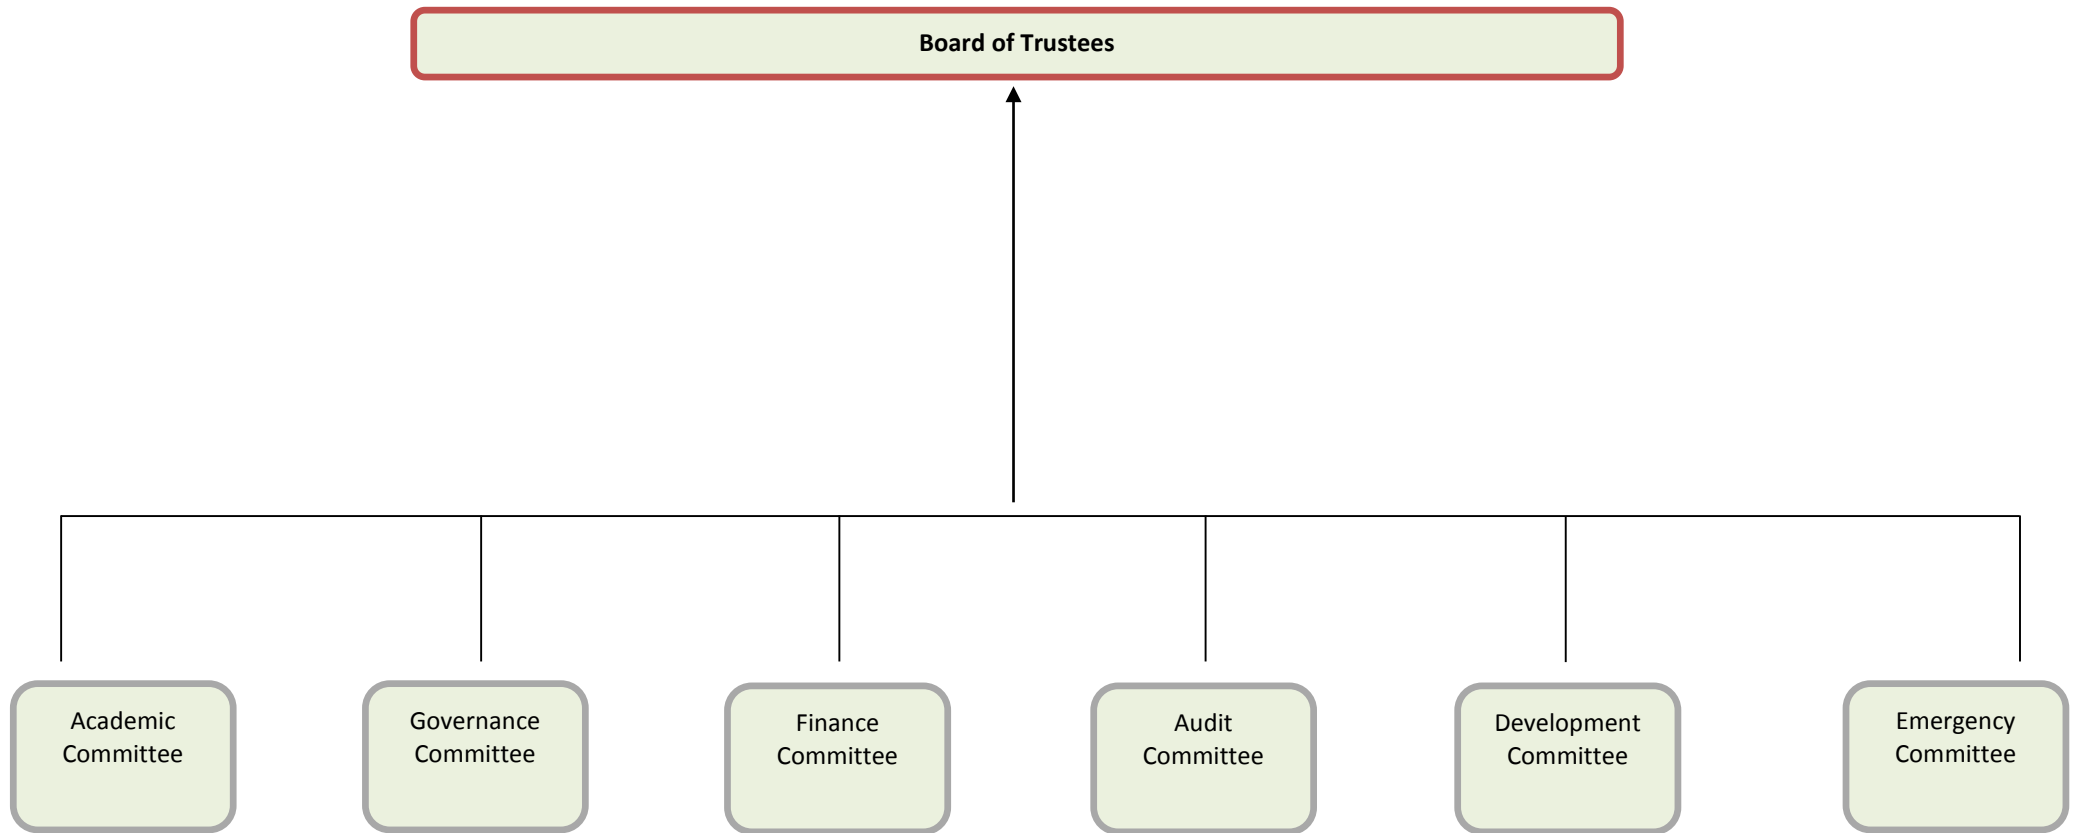 Board of Trustees
Academic
Committee
Governance
Committee
Finance
Committee
Audit
Committee
Development
Committee
Emergency
Committee